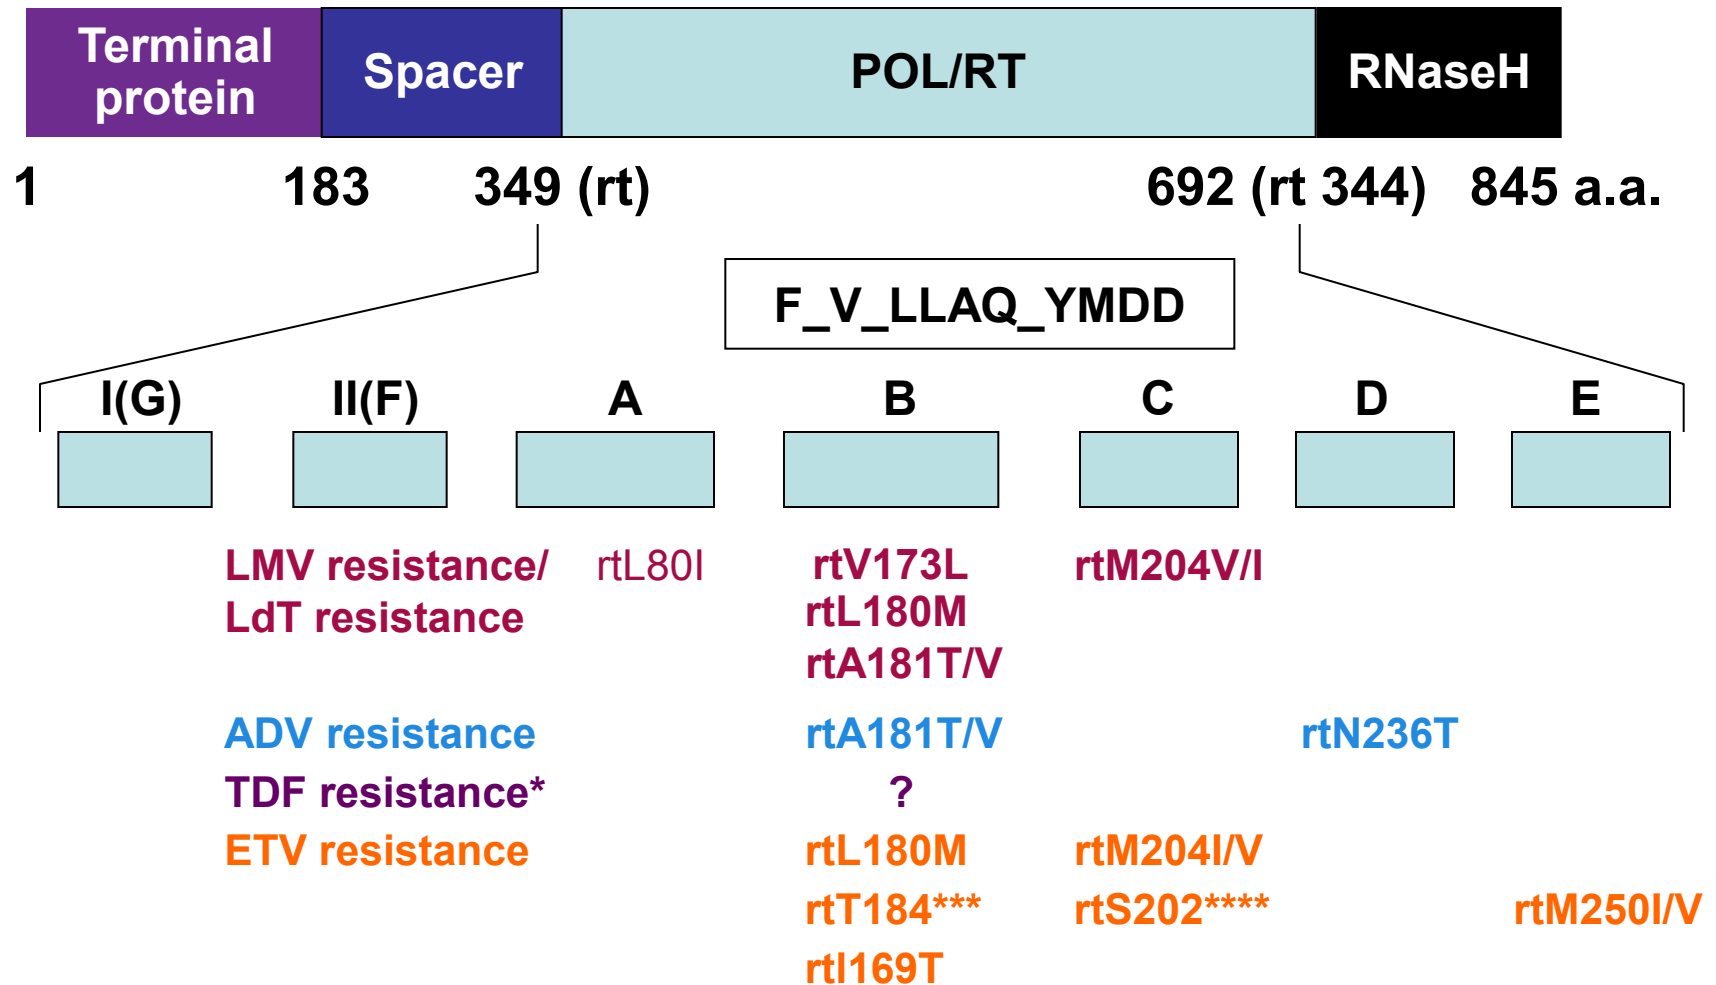 Terminal protein Spacer POL/RT RNaseH
1 183 349 (rt) 692 (rt 344) 845 a.a.
F_V_LLAQ_YMDD
I(G) II(F) A B C D E
LMV resistance/ rtL80I rtV173L rtM204V/I
LdT resistance rtL180M
rtA181T/V
ADV resistance rtA181T/V rtN236T
TDF resistance* ?
ETV resistance rtL180M rtM204I/V
rtT184*** rtS202**** rtM250I/V
rtI169T